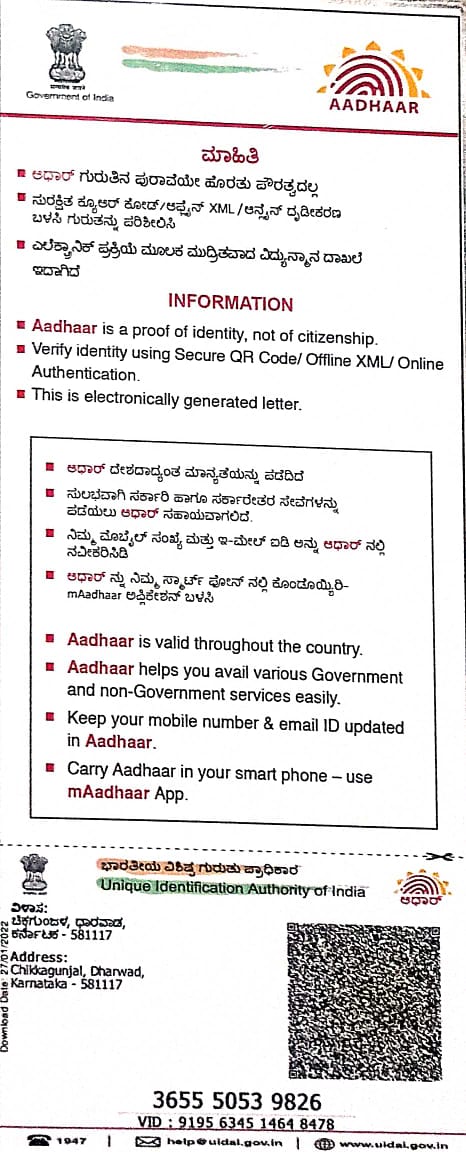 सत्यमेव जयते
Government of India
AADHAAR
ಮಾಹಿತಿ
ಆಧಾರ್ ಗುರುತಿನ ಪುರಾವೆಯೇ ಹೊರತು ಪೌರತ್ವದಲ್ಲ
ಸುರಕ್ಷಿತ ಕ್ಯೂಆರ್ ಕೋಡ್/ಆಫ್ಲೈನ್ XML/ಆನ್ಲೈನ್ ದೃಢೀಕರಣ
ಬಳಸಿ ಗುರುತನ್ನು ಪರಿಶೀಲಿಸಿ
ಎಲೆಕ್ಟ್ರಾನಿಕ್ ಪ್ರಕ್ರಿಯೆ ಮೂಲಕ ಮುದ್ರಿತವಾದ ವಿದ್ಯುನ್ಮಾನ ದಾಖಲೆ
ಇದಾಗಿದೆ
INFORMATION
Aadhaar is a proof of identity, not of citizenship.
Verify identity using Secure QR Code/ Offline XML/ Online
Authentication.
This is electronically generated letter.
ಆಧಾರ್ ದೇಶದಾದ್ಯಂತ ಮಾನ್ಯತೆಯನ್ನು ಪಡೆದಿದೆ
ಸುಲಭವಾಗಿ ಸರ್ಕಾರಿ ಹಾಗೂ ಸರ್ಕಾರೇತರ ಸೇವೆಗಳನ್ನು
ಪಡೆಯಲು ಆಧಾರ್ ಸಹಾಯವಾಗಲಿದೆ.
ನಿಮ್ಮ ಮೊಬೈಲ್ ಸಂಖ್ಯೆ ಮತ್ತು ಇ-ಮೇಲ್ ಐಡಿ ಅನ್ನು ಆಧಾರ್ ನಲ್ಲಿ
ನವೀಕರಿಸಿಡಿ
ಆಧಾರ್ ನ್ನು ನಿಮ್ಮ ಸ್ಮಾರ್ಟ್ ಫೋನ್ ನಲ್ಲಿ ಕೊಂಡೊಯ್ಯಿರಿ-
mAadhaar ಅಪ್ಲಿಕೇಶನ್ ಬಳಸಿ
Aadhaar is valid throughout the country.
Aadhaar helps you avail various Government
and non-Government services easily.
Keep your mobile number & email ID updated
in Aadhaar.
Carry Aadhaar in your smart phone – use
mAadhaar App.
ಭಾರತೀಯ ವಿಶಿಷ್ಟ ಗುರುತು ಪ್ರಾಧಿಕಾರ
Unique Identification Authority of India
ಆಧಾರ್
ವಿಳಾಸ:
ಚಿಕ್ಕಗುಂಜಳ, ಧಾರವಾಡ,
ಕರ್ನಾಟಕ - 581117
Address:
Chikkagunjal, Dharwad,
Karnataka - 581117
Download Date: 27/01/2022
3655 5053 9826
VID : 9195 6345 1464 8478
1947 | help@uidai.gov.in | www.uidai.gov.in